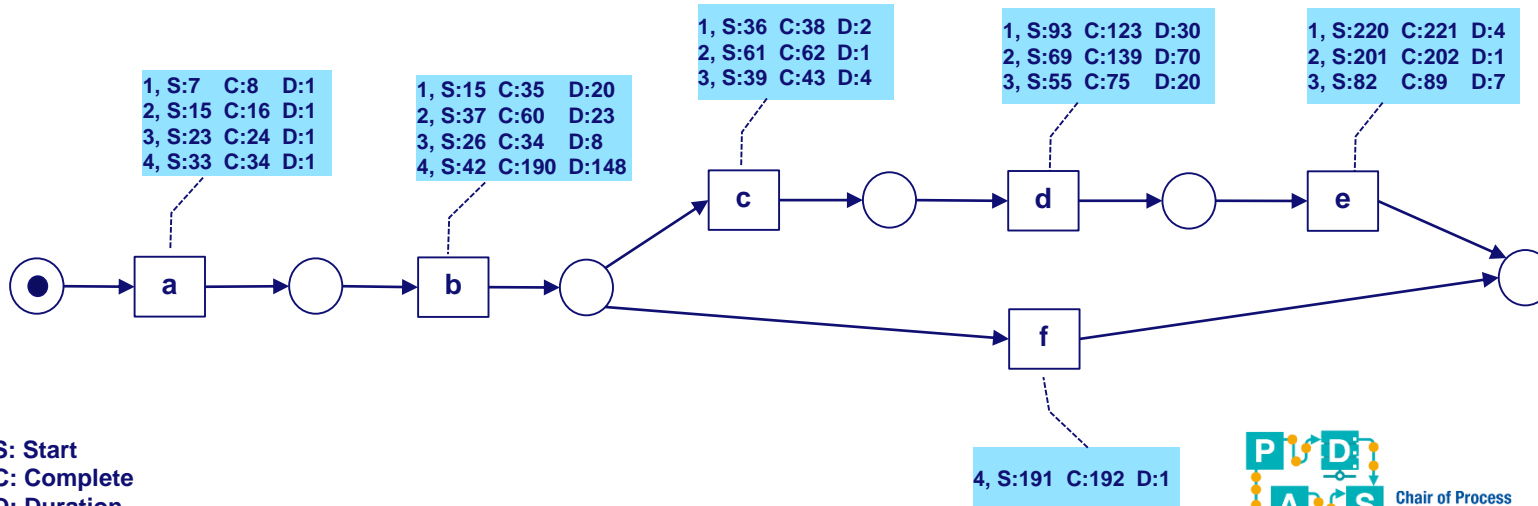 1, S:36 C:38 D:2
2, S:61 C:62 D:1
3, S:39 C:43 D:4
1, S:93 C:123 D:30
2, S:69 C:139 D:70
3, S:55 C:75 D:20
1, S:220 C:221 D:4
2, S:201 C:202 D:1
3, S:82 C:89 D:7
1, S:7 C:8 D:1
2, S:15 C:16 D:1
3, S:23 C:24 D:1
4, S:33 C:34 D:1
1, S:15 C:35 D:20
2, S:37 C:60 D:23
3, S:26 C:34 D:8
4, S:42 C:190 D:148
c
d
e
a
b
f
4, S:191 C:192 D:1
S: Start
C: Complete
D: Duration
P D
A S
Chair of Process